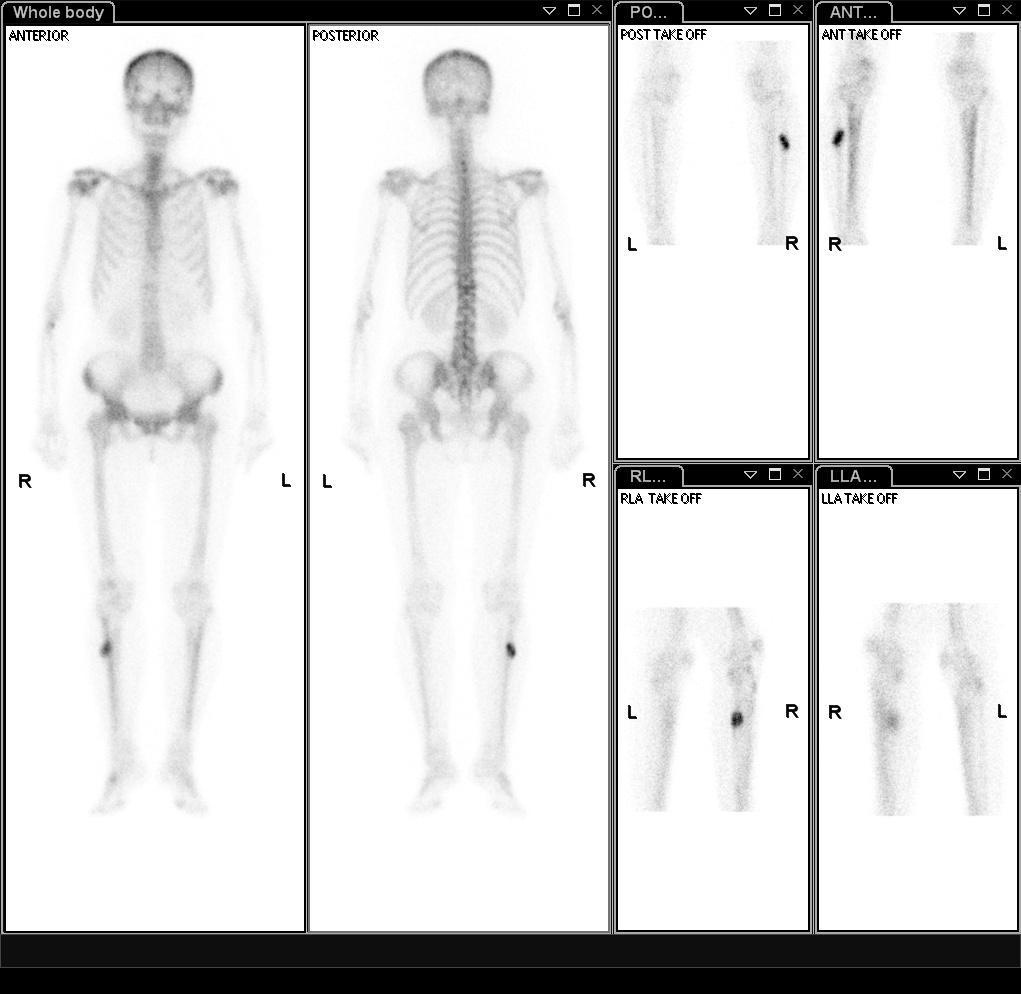 Whole body
PO...
ANT...
ANTERIOR
POSTERIOR
POST TAKE OFF
ANT TAKE OFF
L
R
R
L
RL...
LLA...
R
L
L
R
RLA TAKE OFF
LLA TAKE OFF
L
R
R
L